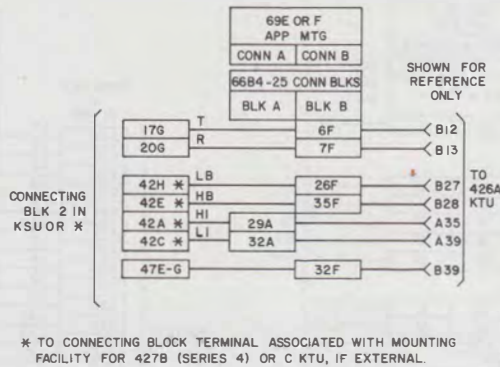 69E OR F
APP MTG
CONN A CONN B
66B4-25 CONN BLKS
BLK A BLK B
SHOWN FOR
REFERENCE
ONLY
17G T 6F B12
20G R 7F B13
42H * LB 26F B27
42E * HB 35F B28
42A * HI 29A A35
42C * LI 32A A39
47E-G 32F B39
CONNECTING
BLK 2 IN
KSU OR *
TO
426A
KTU
* TO CONNECTING BLOCK TERMINAL ASSOCIATED WITH MOUNTING
FACILITY FOR 427B (SERIES 4) OR C KTU, IF EXTERNAL.